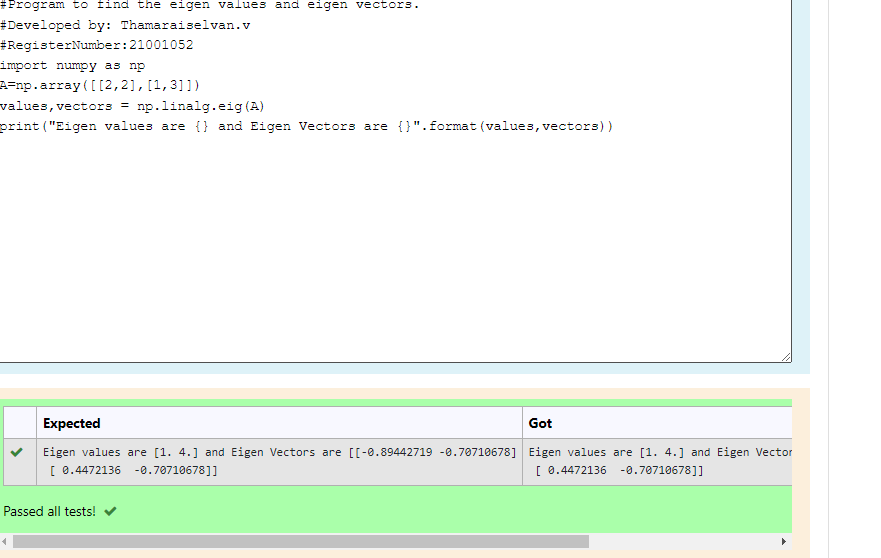 #Program to find the eigen values and eigen vectors.
#Developed by: Thamaraiselvan.v
#RegisterNumber:21001052
import numpy as np
A=np.array([[2,2],[1,3]])
values,vectors = np.linalg.eig(A)
print("Eigen values are {} and Eigen Vectors are {}".format(values,vectors))
Expected
Got
Eigen values are [1. 4.] and Eigen Vectors are [[-0.89442719 -0.70710678]
[ 0.4472136  -0.70710678]]
Eigen values are [1. 4.] and Eigen Vector
[ 0.4472136  -0.70710678]]
Passed all tests!